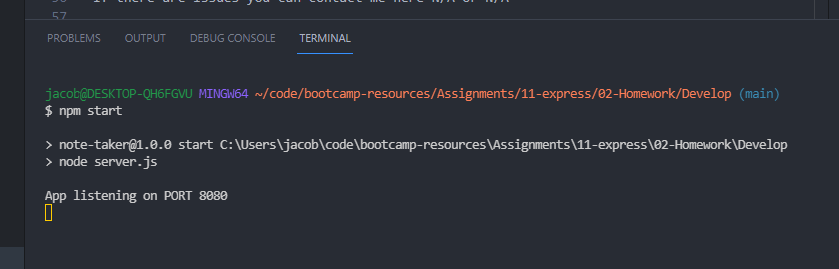 If there are issues you can contact me here N/A or N/A
57
PROBLEMS OUTPUT DEBUG CONSOLE TERMINAL
jacob@DESKTOP-QH6FGVU MINGW64 ~/code/bootcamp-resources/Assignments/11-express/02-Homework/Develop (main)
$ npm start
> note-taker@1.0.0 start C:\Users\jacob\code\bootcamp-resources\Assignments\11-express\02-Homework\Develop
> node server.js
App listening on PORT 8080